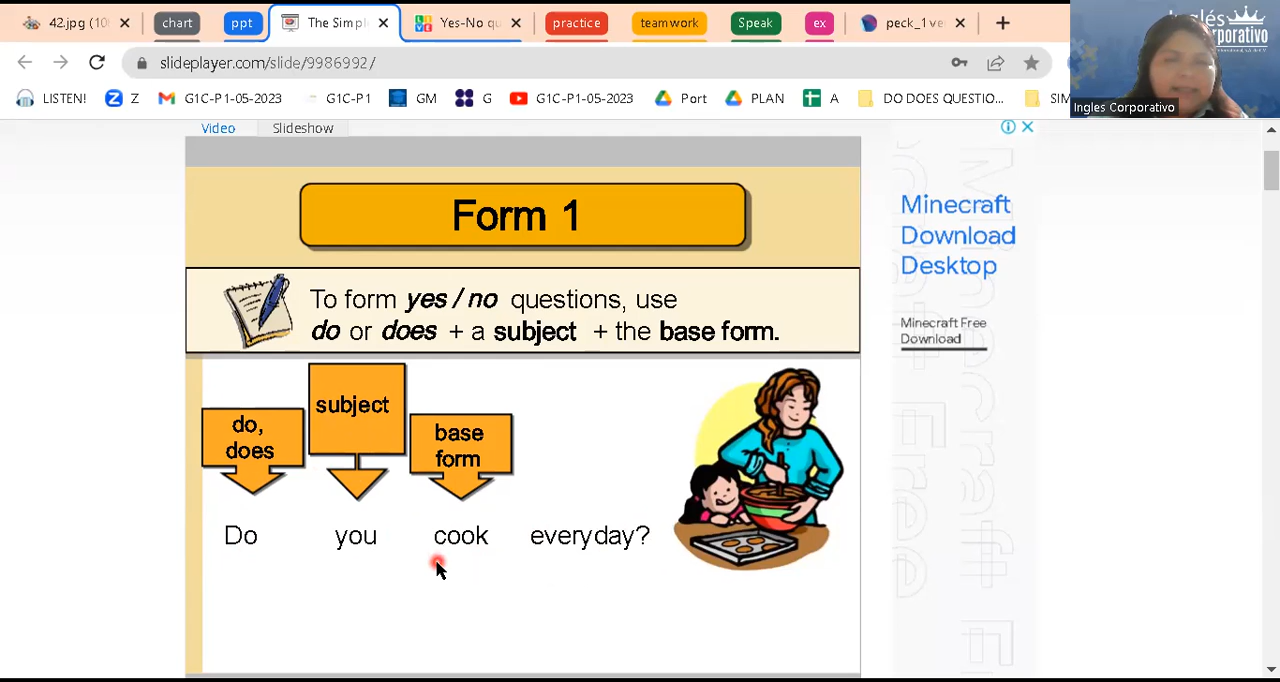 42.jpg (10
chart
ppt
The Simpl
Yes-No qu
practice
teamwork
Speak
ex
peck_1 ve
Inglés
Corporativo
slideplayer.com/slide/9986992/
LISTEN!
Z
G1C-P1-05-2023
G1C-P1
GM
G
G1C-P1-05-2023
Port
PLAN
A
DO DOES QUESTIO...
SIM
Ingles Corporativo
Video
Slideshow
Form 1
To form yes / no questions, use
do or does + a subject + the base form.
do,
does
subject
base
form
Do you cook everyday?
Minecraft
Download
Desktop
Minecraft Free
Download